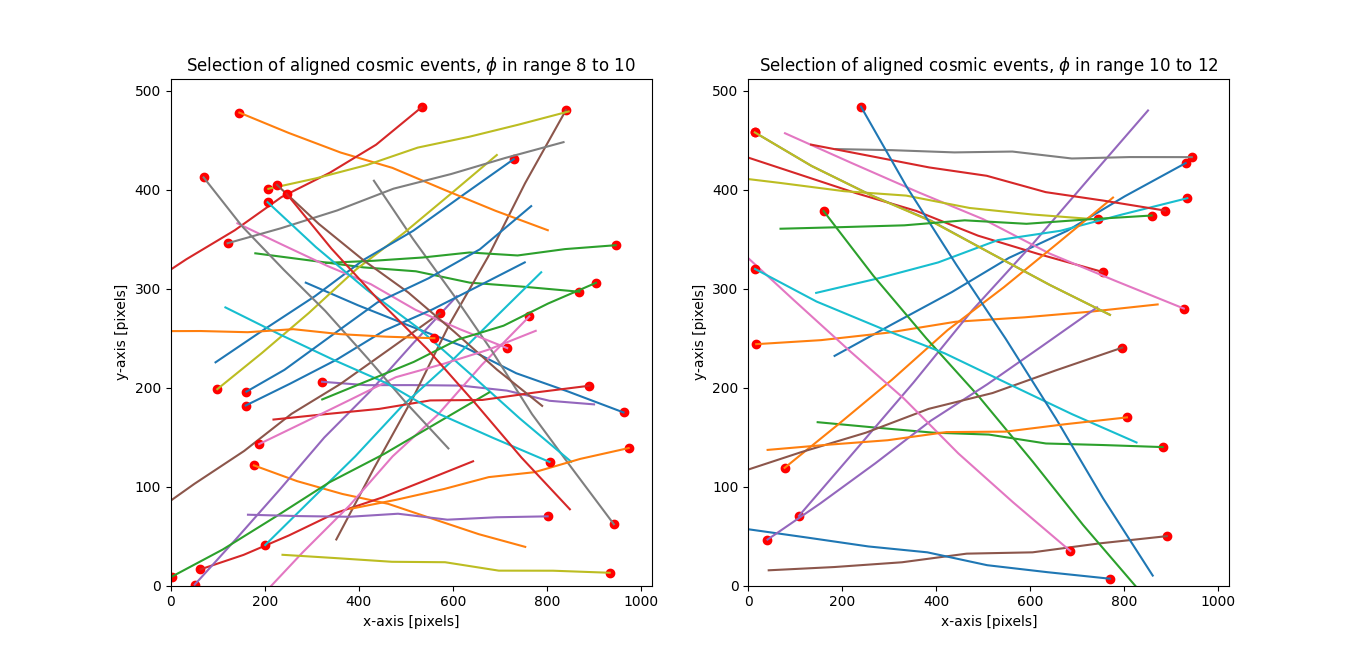 Selection of aligned cosmic events, ϕ in range 8 to 10
500
400
300
200
100
0
y-axis [pixels]
0 200 400 600 800 1000
x-axis [pixels]
Selection of aligned cosmic events, ϕ in range 10 to 12
500
400
300
200
100
0
y-axis [pixels]
0 200 400 600 800 1000
x-axis [pixels]